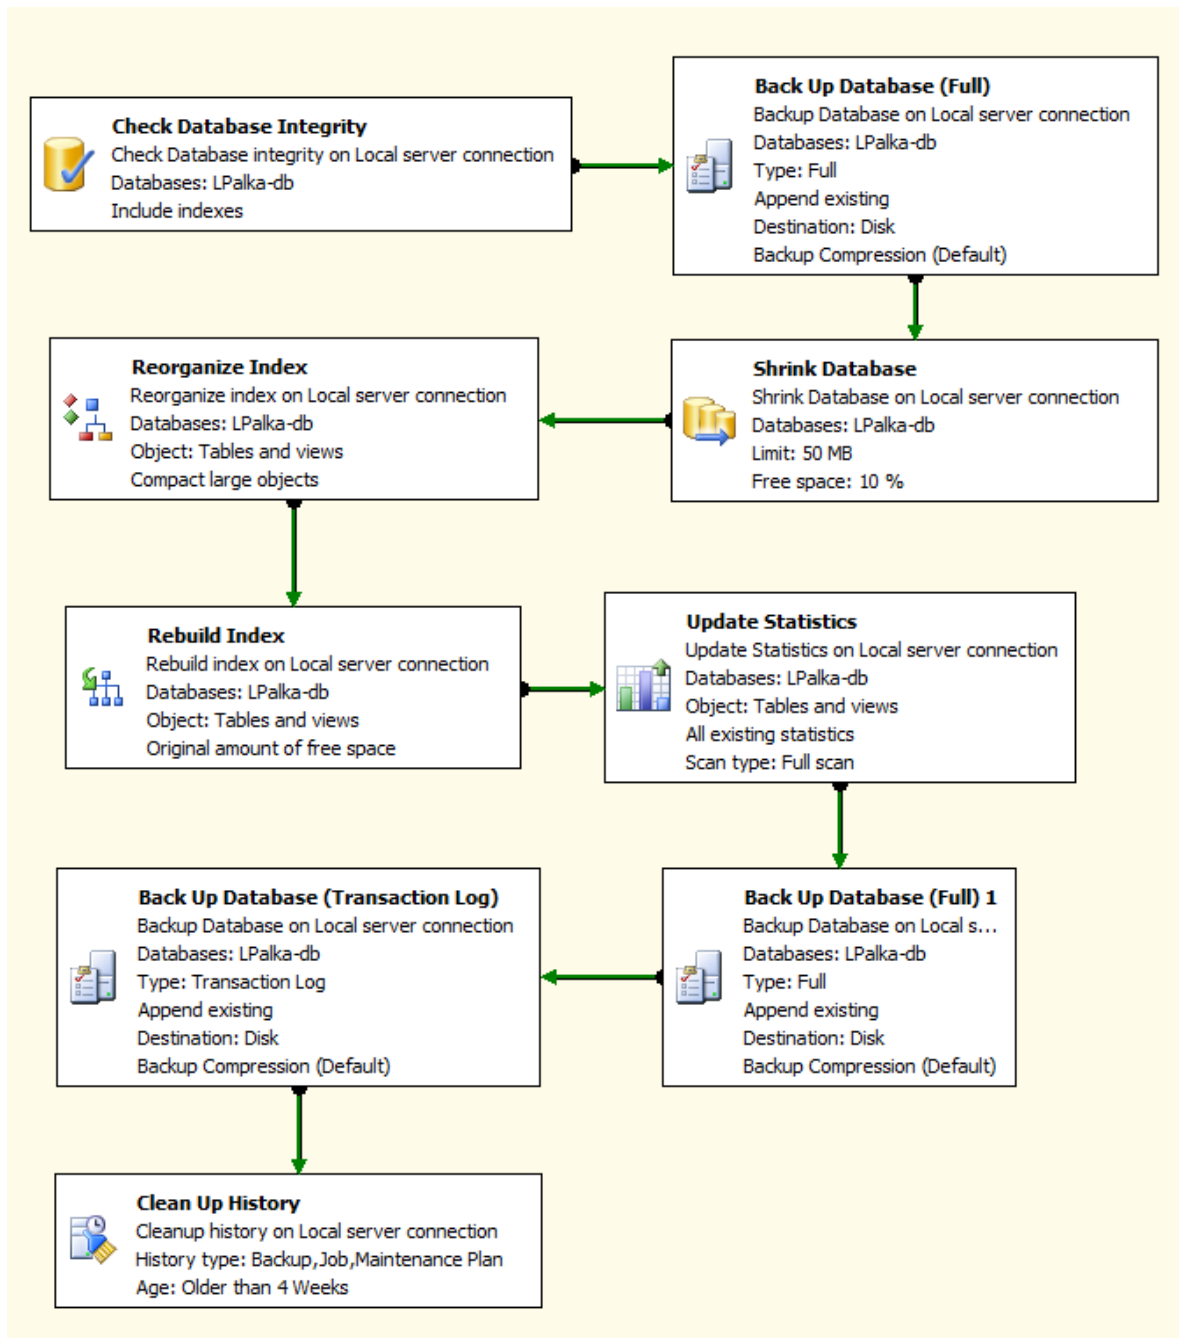 Check Database Integrity
Check Database integrity on Local server connection
Databases: LPalka-db
Include indexes
Back Up Database (Full)
Backup Database on Local server connection
Databases: LPalka-db
Type: Full
Append existing
Destination: Disk
Backup Compression (Default)
Shrink Database
Shrink Database on Local server connection
Databases: LPalka-db
Limit: 50 MB
Free space: 10 %
Reorganize Index
Reorganize index on Local server connection
Databases: LPalka-db
Object: Tables and views
Compact large objects
Rebuild Index
Rebuild index on Local server connection
Databases: LPalka-db
Object: Tables and views
Original amount of free space
Update Statistics
Update Statistics on Local server connection
Databases: LPalka-db
Object: Tables and views
All existing statistics
Scan type: Full scan
Back Up Database (Full) 1
Backup Database on Local s...
Databases: LPalka-db
Type: Full
Append existing
Destination: Disk
Backup Compression (Default)
Back Up Database (Transaction Log)
Backup Database on Local server connection
Databases: LPalka-db
Type: Transaction Log
Append existing
Destination: Disk
Backup Compression (Default)
Clean Up History
Cleanup history on Local server connection
History type: Backup,Job,Maintenance Plan
Age: Older than 4 Weeks